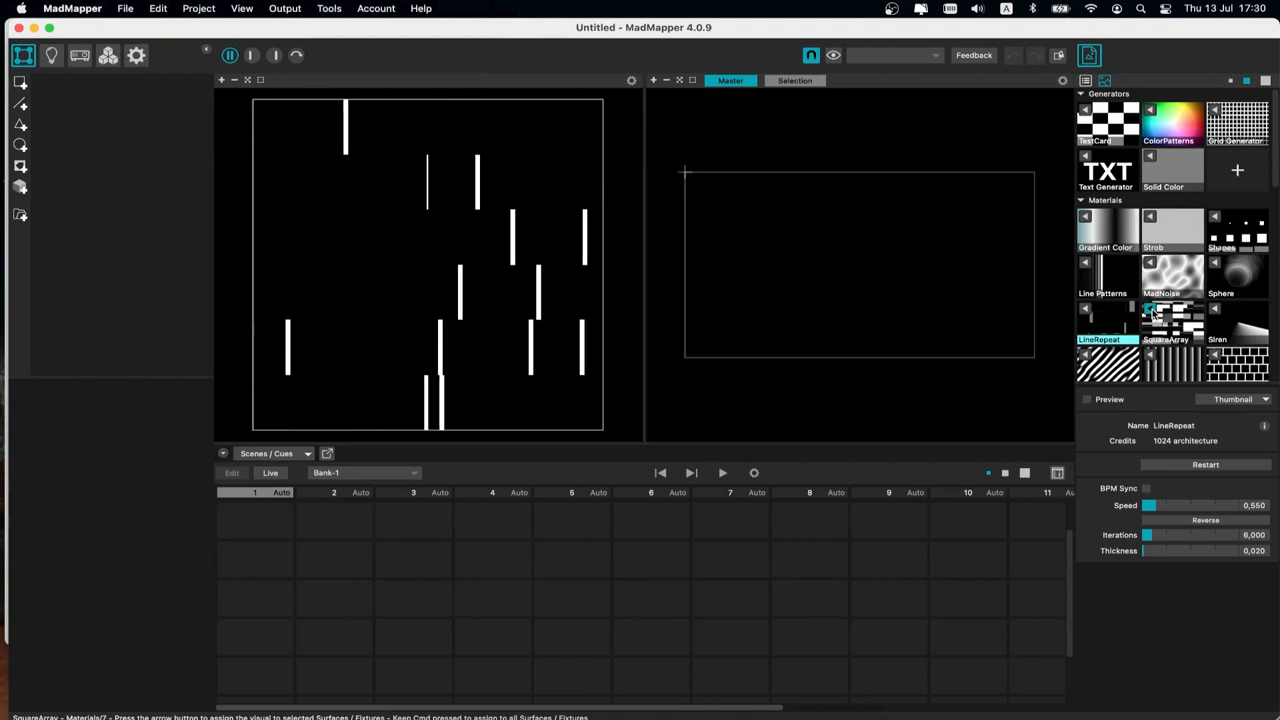 MadMapper File Edit Project View Output Tools Account Help
A
Thu 13 Jul 17:30
Untitled - MadMapper 4.0.9
Feedback
Master Selection
Generators
TestCard ColorPatterns Grid Generator
TXT
Text Generator Solid Color
Materials
Gradient Color Strob Shapes
Line Patterns MadNoise Sphere
LineRepeat SquareArray Siren
Preview Thumbnail
Name LineRepeat
Credits 1024 architecture
Restart
BPM Sync
Speed 0,550
Reverse
Iterations 6,000
Thickness 0,020
Scenes / Cues
Edit Live Bank-1
1 Auto 2 Auto 3 Auto 4 Auto 5 Auto 6 Auto 7 Auto 8 Auto 9 Auto 10 Auto 11
SquareArray - Materials/7 - Press the arrow button to assign the visual to selected Surfaces / Fixtures - Keep Cmd pressed to assign to all Surfaces / Fixtures